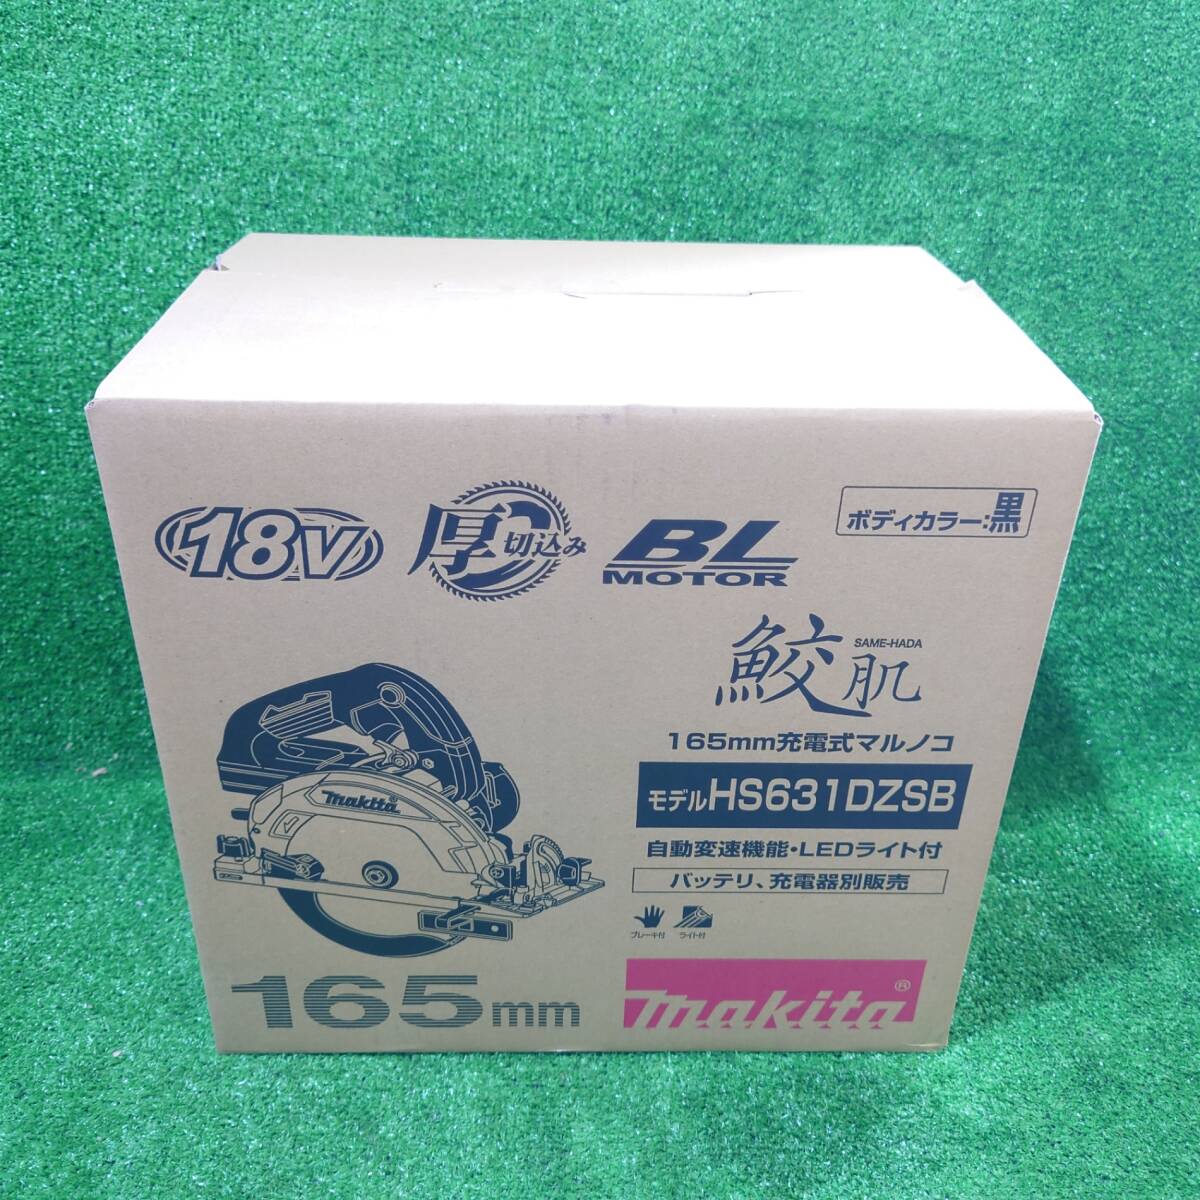 18V
厚切込み
BL
MOTOR
ボディカラー:黒
鮫肌
SAME-HADA
165mm充電式マルノコ
モデルHS631DZSB
自動変速機能・LEDライト付
バッテリ、充電器別販売
ブレーキ付
ライト付
makita®
165mm
makita®